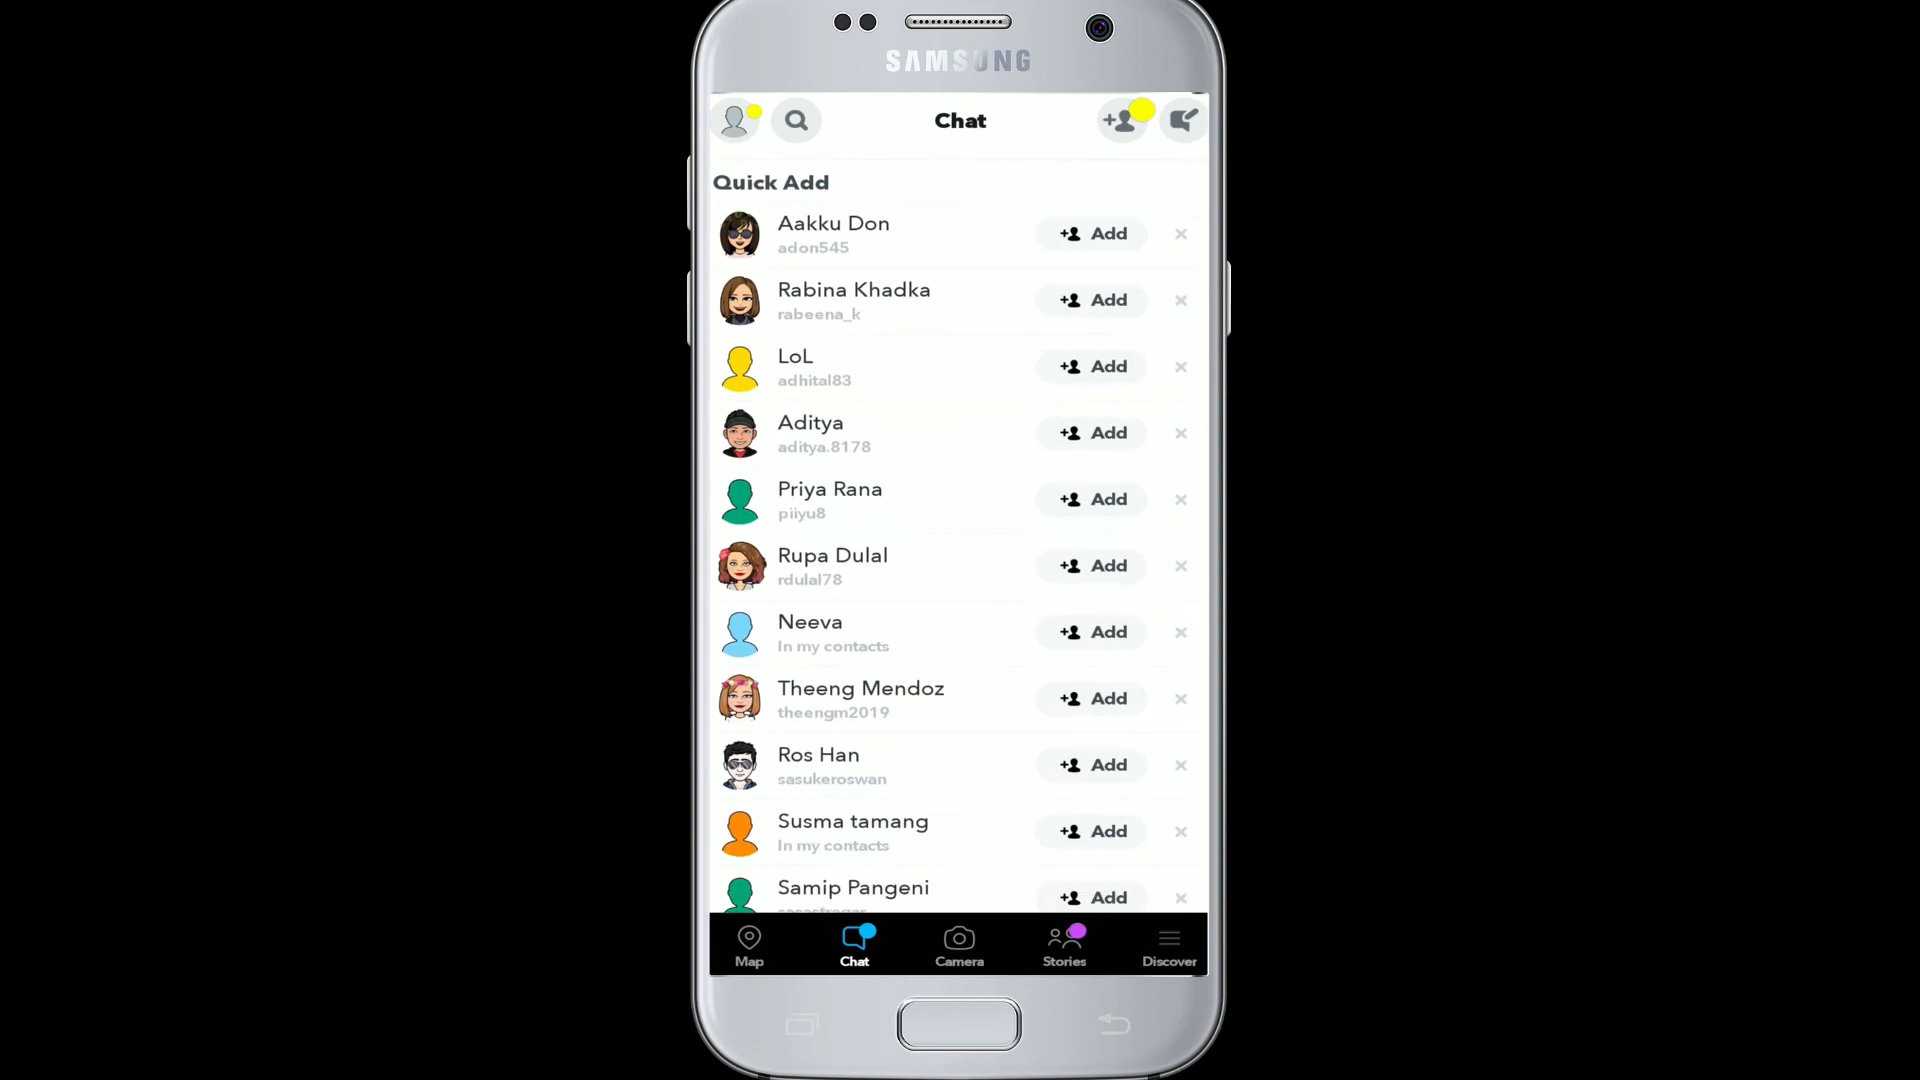 SAMSUNG
Chat
Quick Add
Aakku Don
adon545
Add
Rabina Khadka
rabeena_k
Add
LoL
adhital83
Add
Aditya
aditya.8178
Add
Priya Rana
piiyu8
Add
Rupa Dulal
rdulal78
Add
Neeva
In my contacts
Add
Theeng Mendoz
theengm2019
Add
Ros Han
sasukeroswan
Add
Susma tamang
In my contacts
Add
Samip Pangeni
Add
Map
Chat
Camera
Stories
Discover